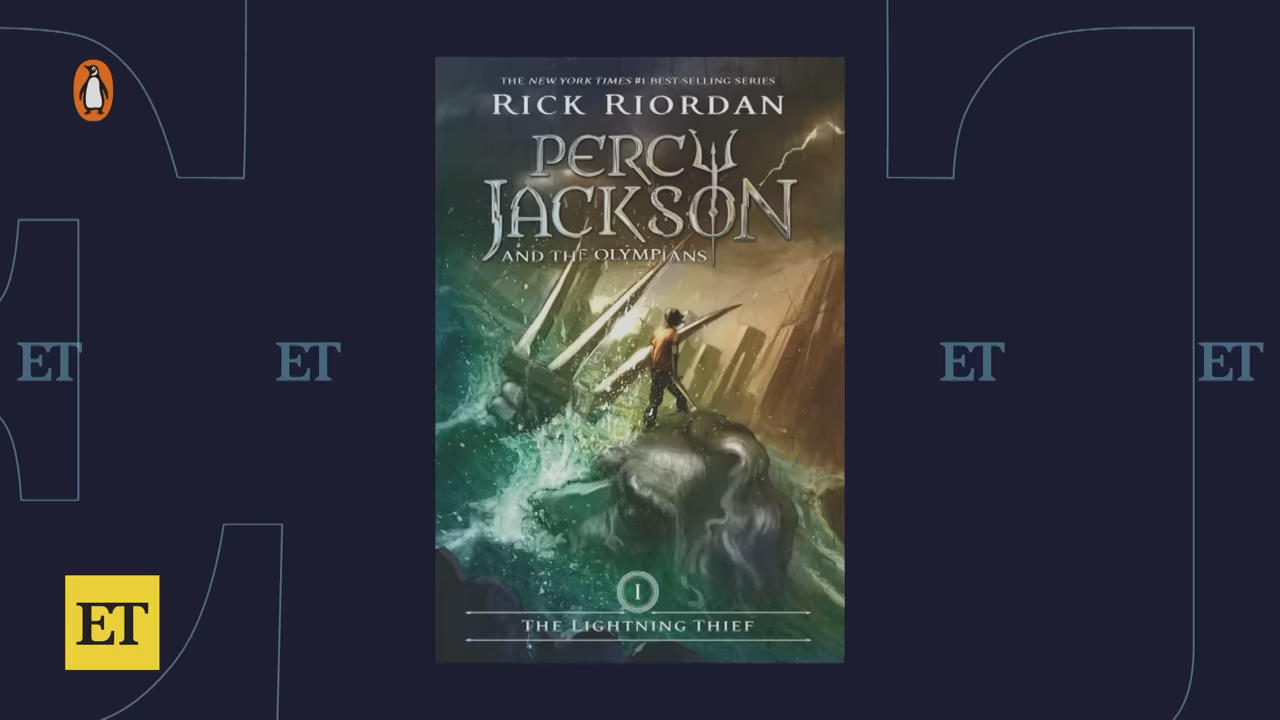 THE NEW YORK TIMES #1 BEST-SELLING SERIES
RICK RIORDAN
PERCY
JACKSON
AND THE OLYMPIANS
ET ET ET ET
I
THE LIGHTNING THIEF
ET